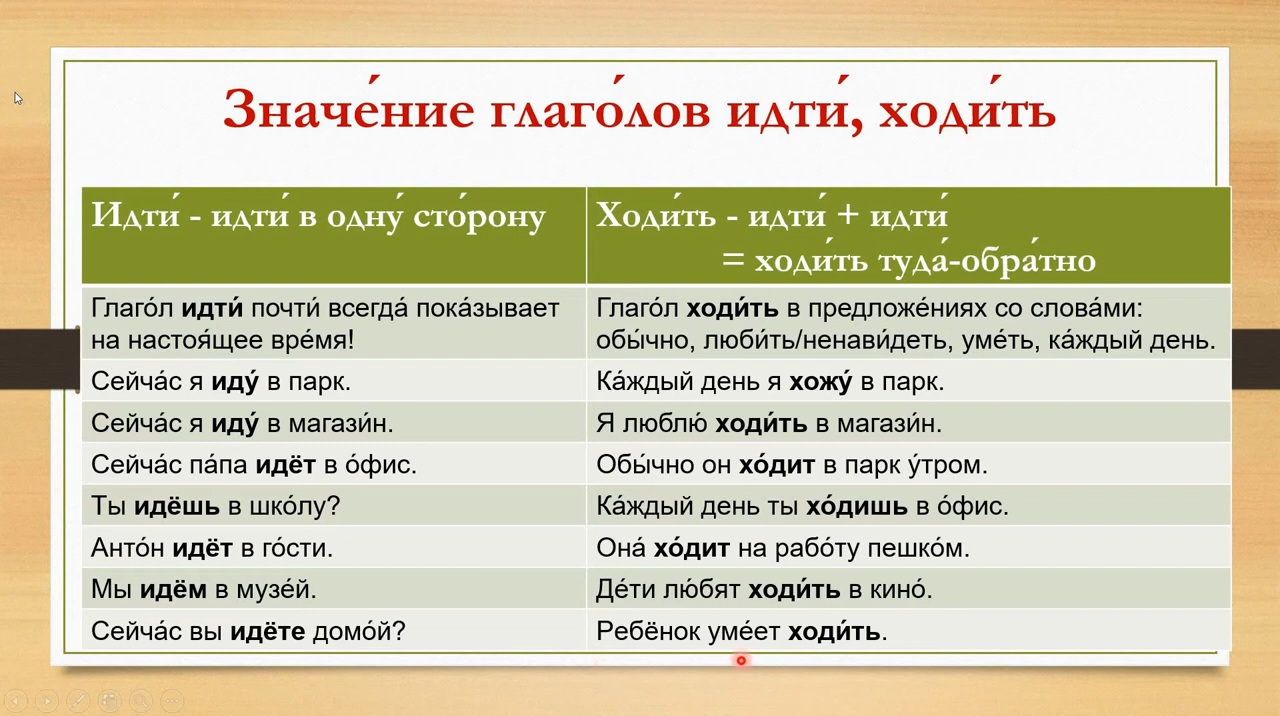 Значе́ние глаго́лов идти́, ходи́ть
Идти́ - идти́ в одну́ сто́рону
Ходи́ть - идти́ + идти́
= ходи́ть туда́-обра́тно
Глаго́л идти́ почти́ всегда́ пока́зывает
на настоя́щее вре́мя!
Глаго́л ходи́ть в предложе́ниях со слова́ми:
обы́чно, люби́ть/ненави́деть, уме́ть, ка́ждый день.
Сейча́с я иду́ в парк.
Ка́ждый день я хожу́ в парк.
Сейча́с я иду́ в магази́н.
Я люблю́ ходи́ть в магази́н.
Сейча́с па́па идёт в о́фис.
Обы́чно он хо́дит в парк у́тром.
Ты идёшь в шко́лу?
Ка́ждый день ты хо́дишь в о́фис.
Анто́н идёт в го́сти.
Она́ хо́дит на рабо́ту пешко́м.
Мы идём в музе́й.
Де́ти лю́бят ходи́ть в кино́.
Сейча́с вы идёте домо́й?
Ребёнок уме́ет ходи́ть.